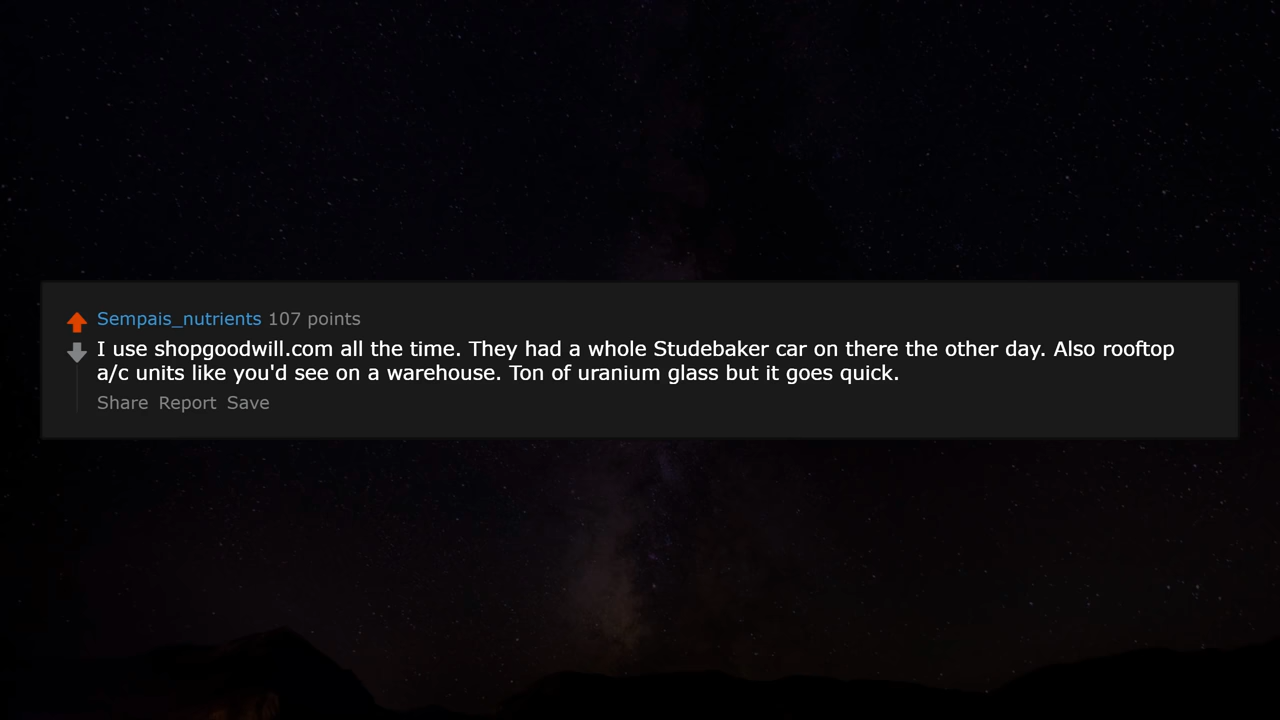 Sempais_nutrients 107 points
I use shopgoodwill.com all the time. They had a whole Studebaker car on there the other day. Also rooftop
a/c units like you'd see on a warehouse. Ton of uranium glass but it goes quick.
Share Report Save